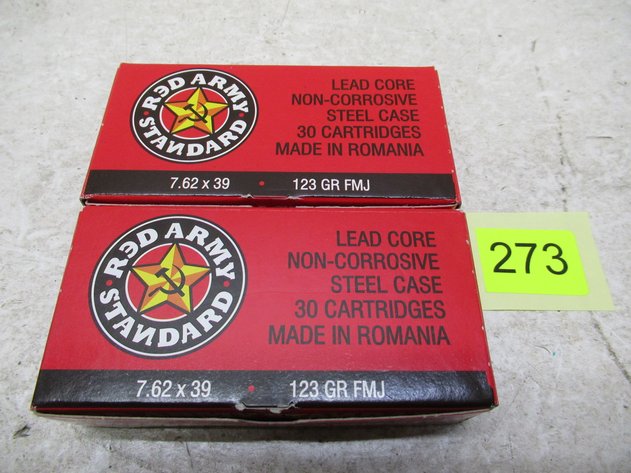 RED ARMY
STANDARD
LEAD CORE
NON-CORROSIVE
STEEL CASE
30 CARTRIDGES
MADE IN ROMANIA
7.62 x 39 • 123 GR FMJ
RED ARMY
STANDARD
LEAD CORE
NON-CORROSIVE
STEEL CASE
30 CARTRIDGES
MADE IN ROMANIA
7.62 x 39 • 123 GR FMJ
273